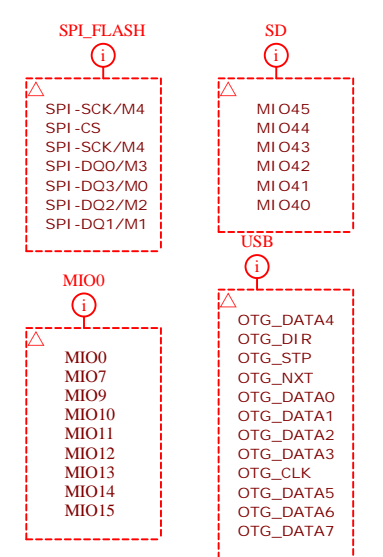 SPI_FLASH
i
SPI-SCK/M4
SPI-CS
SPI-SCK/M4
SPI-DQ0/M3
SPI-DQ3/M0
SPI-DQ2/M2
SPI-DQ1/M1
SD
i
MIO45
MIO44
MIO43
MIO42
MIO41
MIO40
MIO0
i
MIO0
MIO7
MIO9
MIO10
MIO11
MIO12
MIO13
MIO14
MIO15
USB
i
OTG_DATA4
OTG_DIR
OTG_STP
OTG_NXT
OTG_DATA0
OTG_DATA1
OTG_DATA2
OTG_DATA3
OTG_CLK
OTG_DATA5
OTG_DATA6
OTG_DATA7